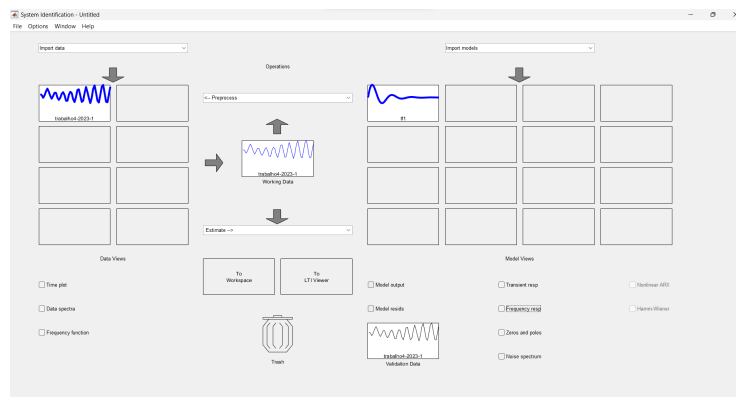 System Identification - Untitled
File Options Window Help
Import data
Import models
Operations
<-- Preprocess
trabalho4-2023-1
tf1
trabalho4-2023-1
Working Data
Estimate -->
Data Views
Model Views
To
Workspace
To
LTI Viewer
Time plot
Data spectra
Frequency function
Model output
Model resids
Transient resp
Frequency resp
Zeros and poles
Noise spectrum
Nonlinear ARX
Hamm-Wiener
trabalho4-2023-1
Validation Data
Trash